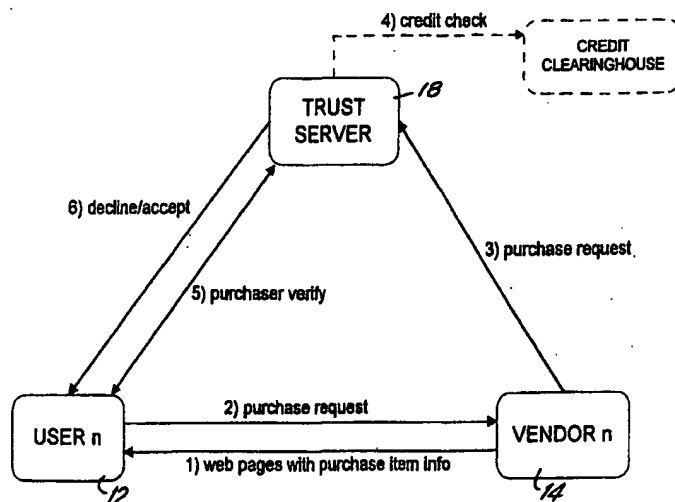 4) credit check
CREDIT
CLEARINGHOUSE
18
TRUST
SERVER
6) decline/accept
3) purchase request
5) purchaser verify
2) purchase request
USER n
VENDOR n
1) web pages with purchase item info
12
14